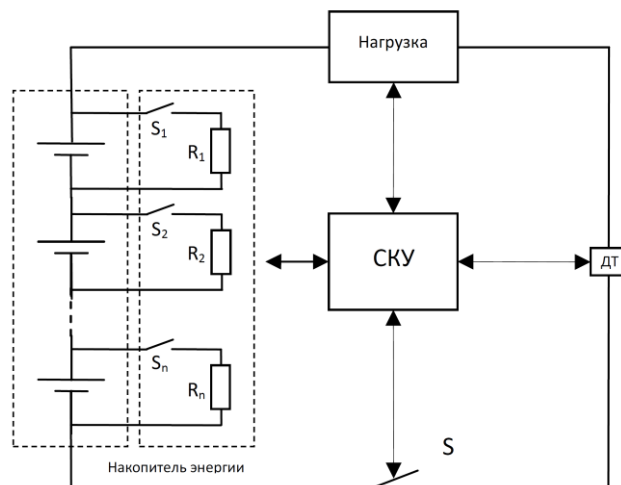 Нагрузка
S1
R1
S2
R2
СКУ
ДТ
Sn
Rn
S
Накопитель энергии